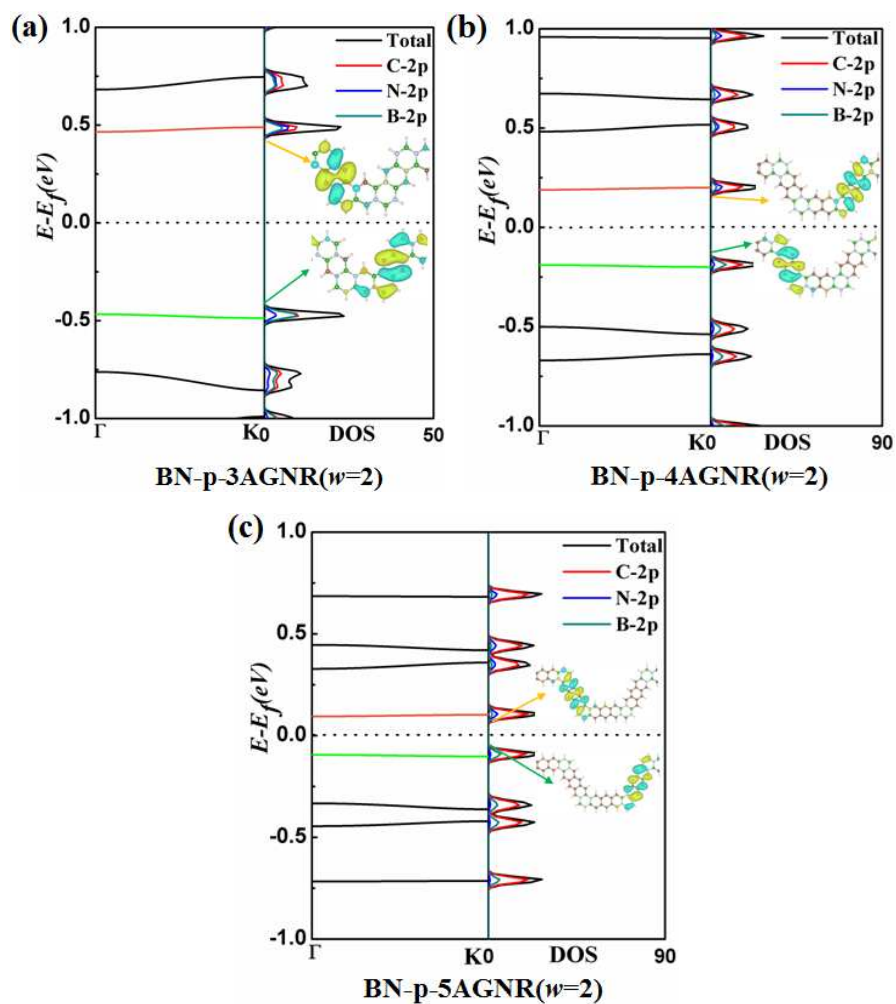 (a)
1.0
0.5
0.0
-0.5
-1.0
E-E_f(eV)
Total
C-2p
N-2p
B-2p
Γ K 0 DOS 50
BN-p-3AGNR(w=2)
(b)
1.0
0.5
0.0
-0.5
-1.0
E-E_f(eV)
Total
C-2p
N-2p
B-2p
Γ K 0 DOS 90
BN-p-4AGNR(w=2)
(c)
1.0
0.5
0.0
-0.5
-1.0
E-E_f(eV)
Total
C-2p
N-2p
B-2p
Γ K 0 DOS 90
BN-p-5AGNR(w=2)